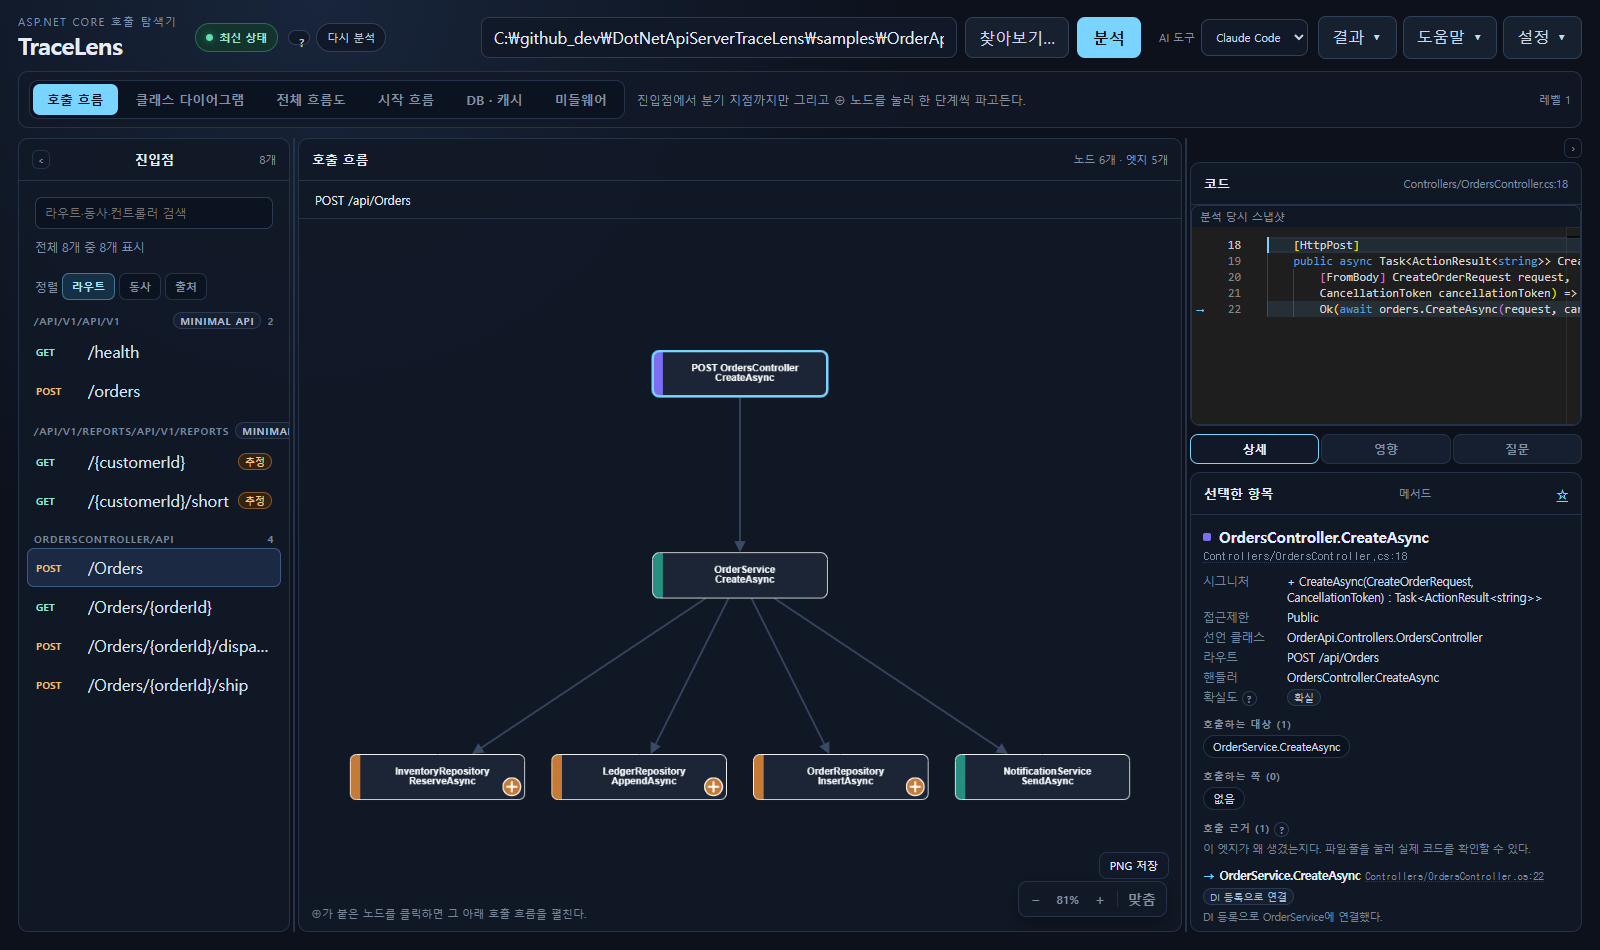 ASP.NET CORE 호출 탐색기
TraceLens
최신 상태
?
다시 분석
C:₩github_dev₩DotNetApiServerTraceLens₩samples₩OrderAp
찾아보기...
분석
AI 도구
Claude Code
결과 ▼
도움말 ▼
설정 ▼
호출 흐름
클래스 다이어그램
전체 흐름도
시작 흐름
DB · 캐시
미들웨어
진입점에서 분기 지점까지만 그리고 ⊕ 노드를 눌러 한 단계씩 파고든다.
레벨 1
‹
진입점
8개
라우트·동사·컨트롤러 검색
전체 8개 중 8개 표시
정렬
라우트
동사
출처
/API/V1/API/V1
MINIMAL API
2
GET /health
POST /orders
/API/V1/REPORTS/API/V1/REPORTS
MINIMAL
GET /{customerId} 추정
GET /{customerId}/short 추정
ORDERSCONTROLLER/API
4
POST /Orders
GET /Orders/{orderId}
POST /Orders/{orderId}/dispa...
POST /Orders/{orderId}/ship
호출 흐름
노드 6개 · 엣지 5개
POST /api/Orders
POST OrdersController
CreateAsync
OrderService
CreateAsync
InventoryRepository
ReserveAsync
LedgerRepository
AppendAsync
OrderRepository
InsertAsync
NotificationService
SendAsync
PNG 저장
− 81% + 맞춤
⊕가 붙은 노드를 클릭하면 그 아래 호출 흐름을 펼친다.
›
코드
Controllers/OrdersController.cs:18
분석 당시 스냅샷
18 [HttpPost]
19 public async Task<ActionResult<string>> Crea
20 [FromBody] CreateOrderRequest request,
21 CancellationToken cancellationToken) =>
→ 22 Ok(await orders.CreateAsync(request, can
상세
영향
질문
선택한 항목
메서드
☆
OrdersController.CreateAsync
Controllers/OrdersController.cs:18
시그니처
+ CreateAsync(CreateOrderRequest,
CancellationToken) : Task<ActionResult<string>>
접근제한 Public
선언 클래스 OrderApi.Controllers.OrdersController
라우트 POST /api/Orders
핸들러 OrdersController.CreateAsync
확실도 ? 확실
호출하는 대상 (1)
OrderService.CreateAsync
호출하는 쪽 (0)
없음
호출 근거 (1) ?
이 엣지가 왜 생겼는지다. 파일·줄을 눌러 실제 코드를 확인할 수 있다.
→ OrderService.CreateAsync Controllers/OrdersController.cs:22
DI 등록으로 연결
DI 등록으로 OrderService에 연결했다.